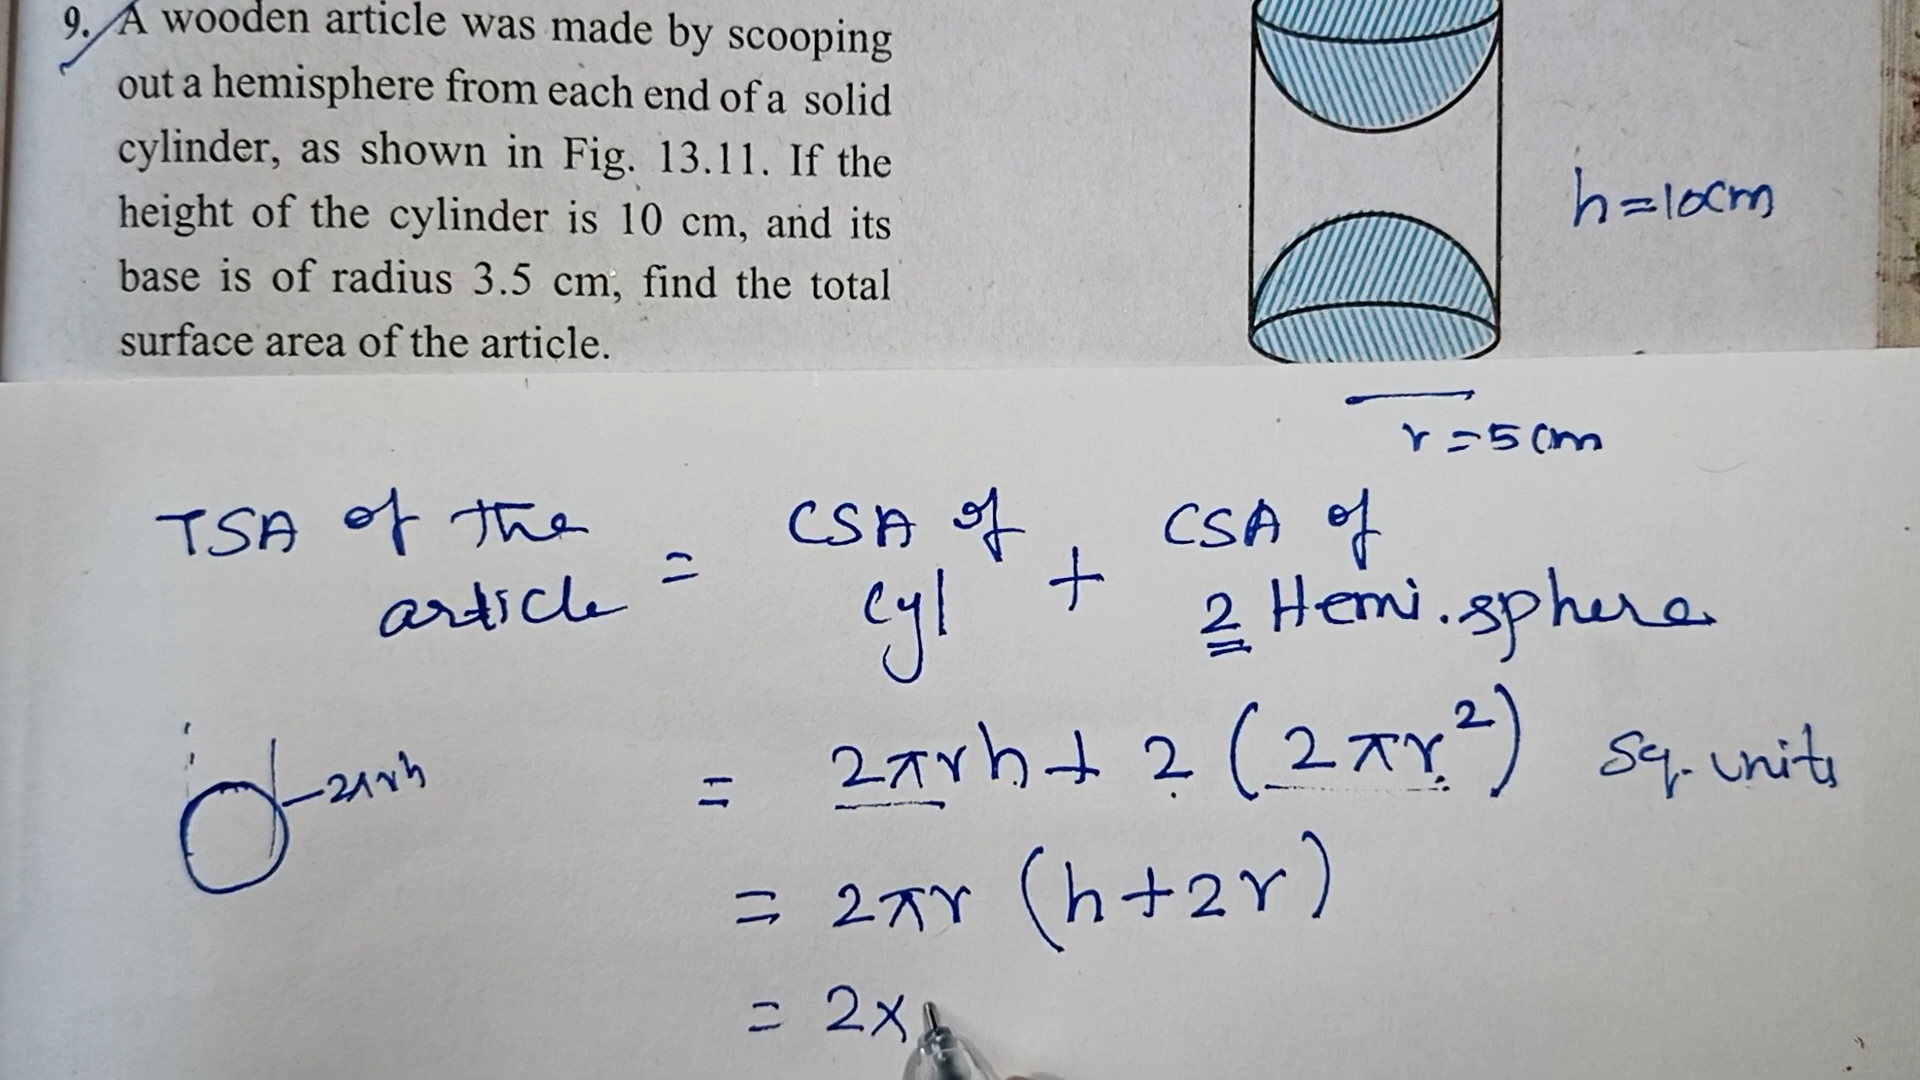 9. A wooden article was made by scooping
out a hemisphere from each end of a solid
cylinder, as shown in Fig. 13.11. If the
height of the cylinder is 10 cm, and its
base is of radius 3.5 cm, find the total
surface area of the article.
h=10cm
r=5cm
TSA of the article = CSA of cyl + CSA of 2 Hemi.sphere
2πrh
= 2πrh + 2 (2πr²) sq. units
= 2πr (h+2r)
= 2×